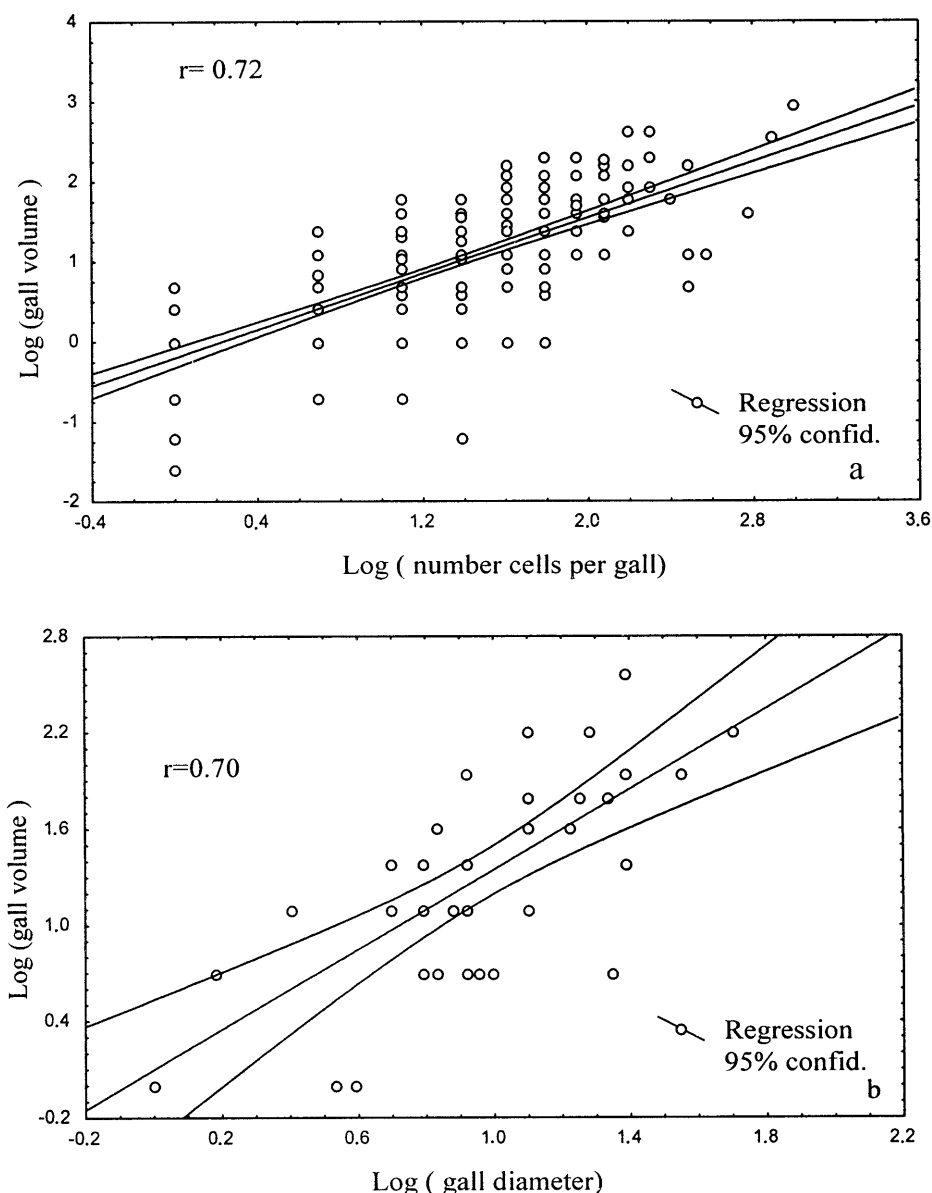 4
r= 0.72
3
2
1
0
-1
-2
Log (gall volume )
Regression
95% confid.
a
-0.4 0.4 1.2 2.0 2.8 3.6
Log ( number cells per gall)
2.8
r=0.70
2.2
1.6
1.0
0.4
-0.2
Log (gall volume )
Regression
95% confid.
b
-0.2 0.2 0.6 1.0 1.4 1.8 2.2
Log ( gall diameter)